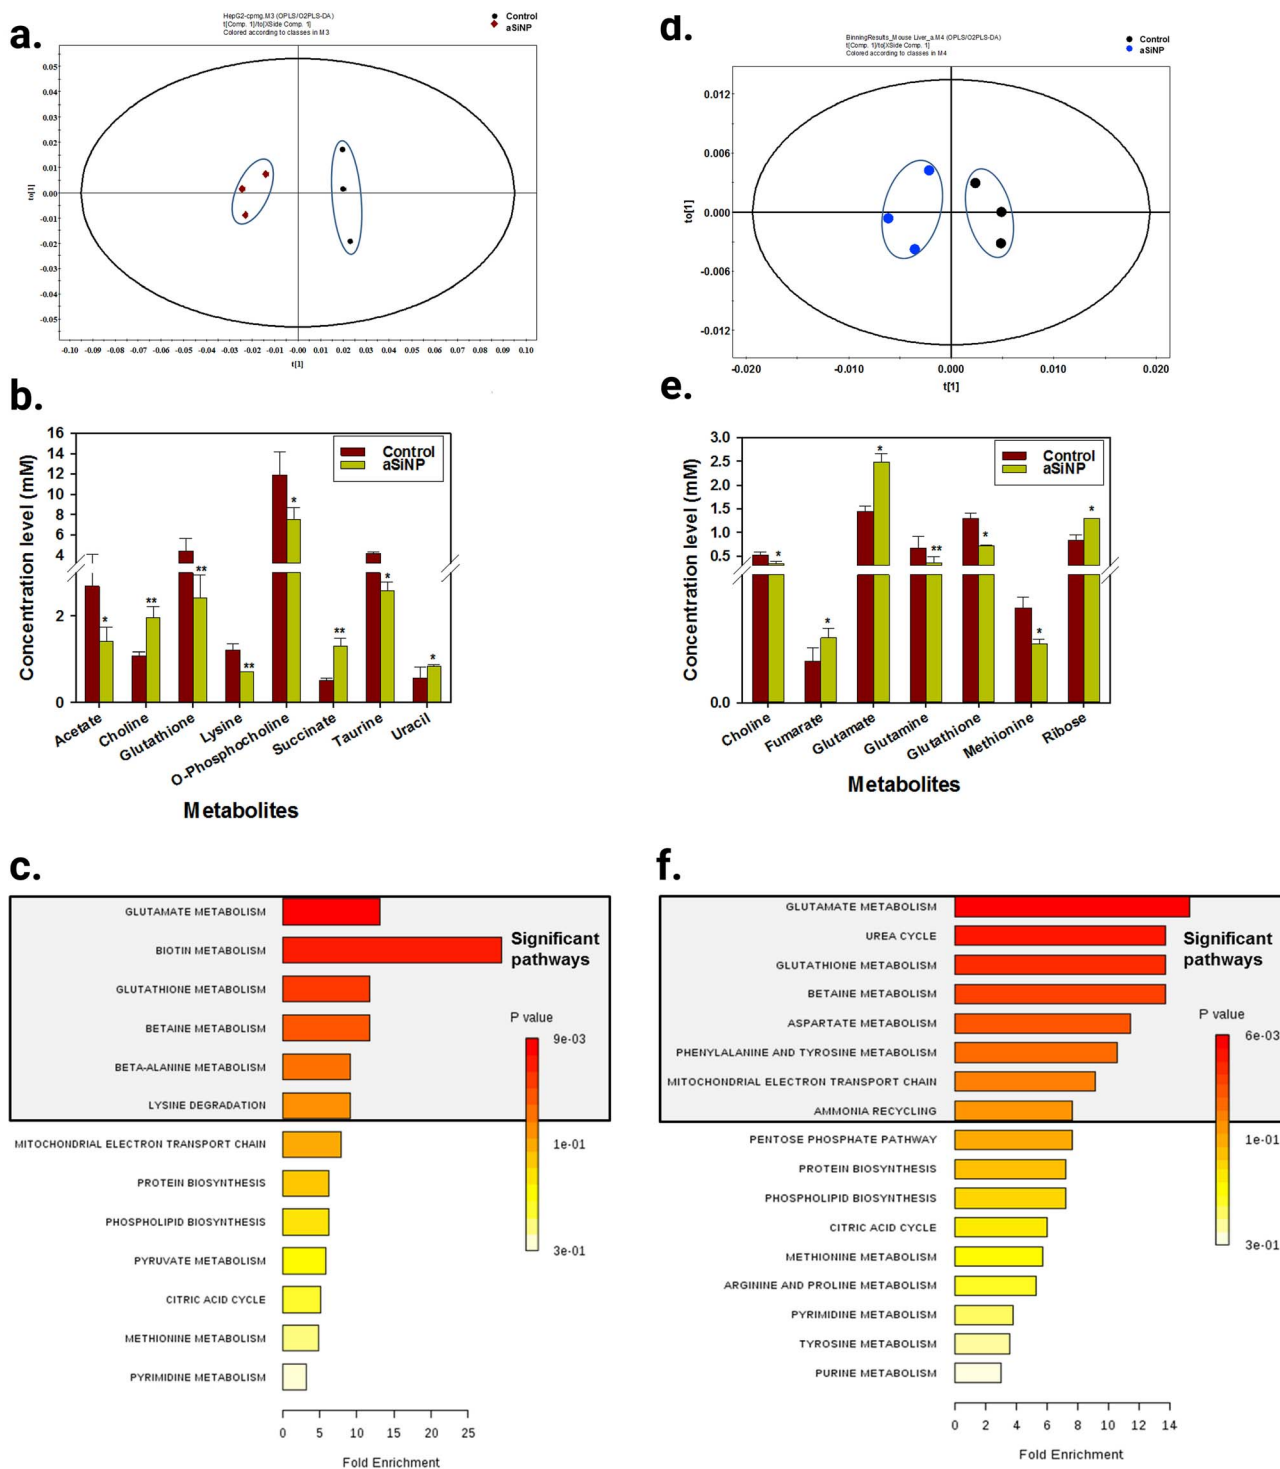 a.
HepG2-cpmg.M3 (OPLS/O2PLS-DA)
t[Comp. 1]/to[XSide Comp. 1]
Colored according to classes in M3
Control
aSiNP
0.05
0.04
0.03
0.02
0.01
0.00
-0.01
-0.02
-0.03
-0.04
-0.05
to[1]
-0.10 -0.09 -0.08 -0.07 -0.06 -0.05 -0.04 -0.03 -0.02 -0.01 -0.00 0.01 0.02 0.03 0.04 0.05 0.06 0.07 0.08 0.09 0.10
t[1]
d.
BinningResults_Mouse Liver_a.M4 (OPLS/O2PLS-DA)
t[Comp. 1]/to[XSide Comp. 1]
Colored according to classes in M4
Control
aSiNP
0.012
0.006
0.000
-0.006
-0.012
to[1]
-0.020 -0.010 0.000 0.010 0.020
t[1]
b.
Concentration level (mM)
16
14
12
10
8
6
4
2
0
Control
aSiNP
* ** ** ** * ** * *
Acetate
Choline
Glutathione
Lysine
O-Phosphocholine
Succinate
Taurine
Uracil
Metabolites
e.
Concentration level (mM)
3.0
2.5
2.0
1.5
1.0
0.5
0.0
Control
aSiNP
* * * ** * * *
Choline
Fumarate
Glutamate
Glutamine
Glutathione
Methionine
Ribose
Metabolites
c.
GLUTAMATE METABOLISM
BIOTIN METABOLISM
GLUTATHIONE METABOLISM
BETAINE METABOLISM
BETA-ALANINE METABOLISM
LYSINE DEGRADATION
MITOCHONDRIAL ELECTRON TRANSPORT CHAIN
PROTEIN BIOSYNTHESIS
PHOSPHOLIPID BIOSYNTHESIS
PYRUVATE METABOLISM
CITRIC ACID CYCLE
METHIONINE METABOLISM
PYRIMIDINE METABOLISM
Significant
pathways
P value
9e-03
1e-01
3e-01
0 5 10 15 20 25
Fold Enrichment
f.
GLUTAMATE METABOLISM
UREA CYCLE
GLUTATHIONE METABOLISM
BETAINE METABOLISM
ASPARTATE METABOLISM
PHENYLALANINE AND TYROSINE METABOLISM
MITOCHONDRIAL ELECTRON TRANSPORT CHAIN
AMMONIA RECYCLING
PENTOSE PHOSPHATE PATHWAY
PROTEIN BIOSYNTHESIS
PHOSPHOLIPID BIOSYNTHESIS
CITRIC ACID CYCLE
METHIONINE METABOLISM
ARGININE AND PROLINE METABOLISM
PYRIMIDINE METABOLISM
TYROSINE METABOLISM
PURINE METABOLISM
Significant
pathways
P value
6e-03
1e-01
3e-01
0 2 4 6 8 10 12 14
Fold Enrichment